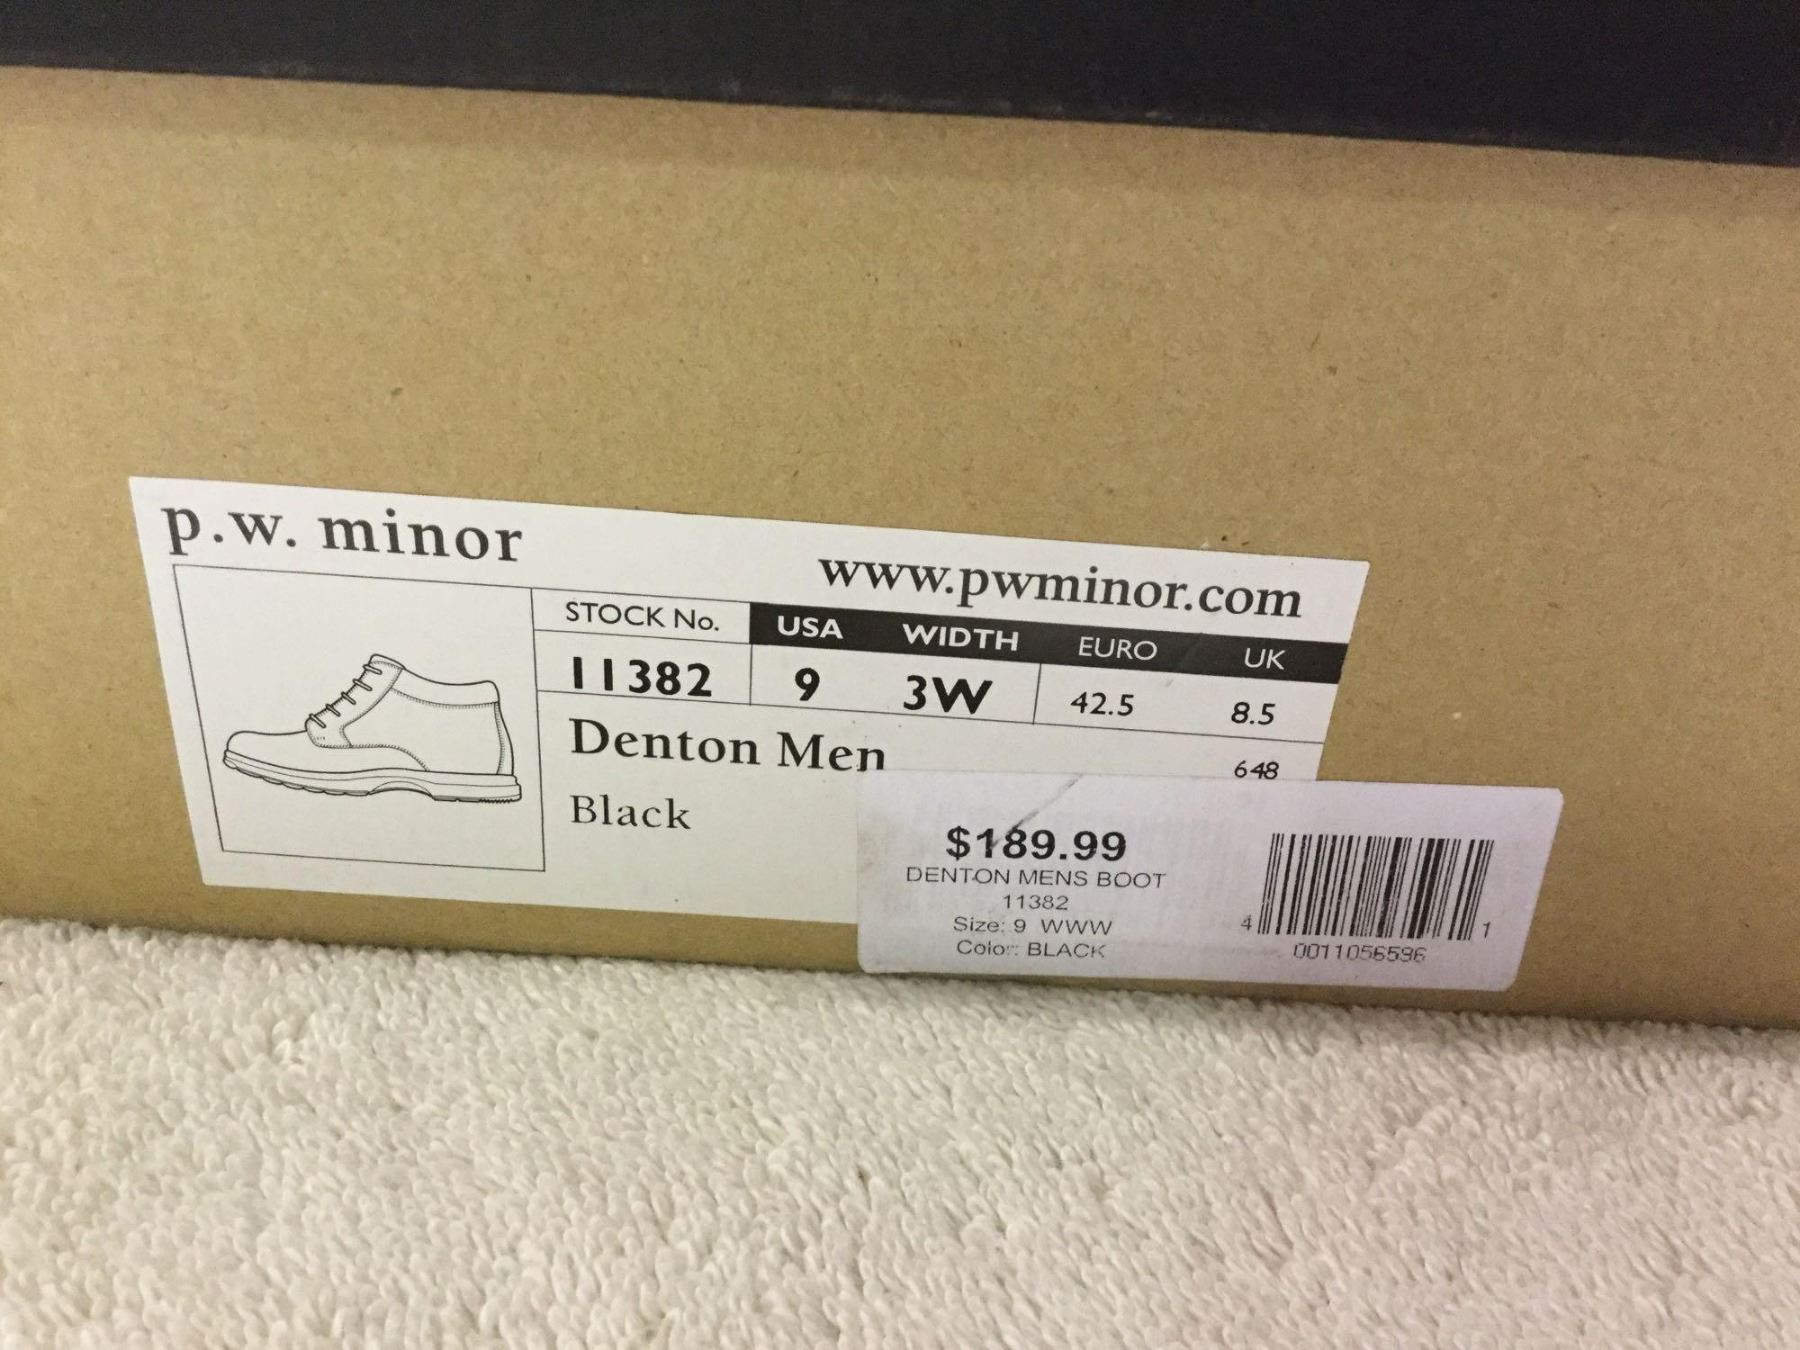 p.w. minor
www.pwminor.com
STOCK No. USA WIDTH EURO UK
11382 9 3W 42.5 8.5
Denton Men
648
Black
$189.99
DENTON MENS BOOT
11382
Size: 9 WWW
Color: BLACK
4 1
0011056596